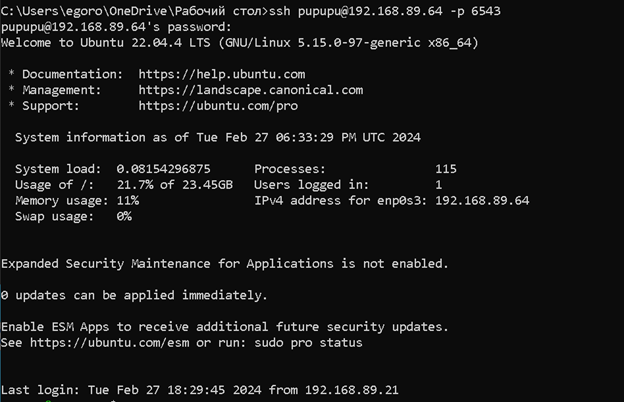 C:\Users\egoro\OneDrive\Рабочий стол>ssh pupupu@192.168.89.64 -p 6543
pupupu@192.168.89.64's password:
Welcome to Ubuntu 22.04.4 LTS (GNU/Linux 5.15.0-97-generic x86_64)
* Documentation:  https://help.ubuntu.com
* Management:     https://landscape.canonical.com
* Support:        https://ubuntu.com/pro
System information as of Tue Feb 27 06:33:29 PM UTC 2024
System load:  0.08154296875      Processes:               115
Usage of /:   21.7% of 23.45GB   Users logged in:         1
Memory usage: 11%                IPv4 address for enp0s3: 192.168.89.64
Swap usage:   0%
Expanded Security Maintenance for Applications is not enabled.
0 updates can be applied immediately.
Enable ESM Apps to receive additional future security updates.
See https://ubuntu.com/esm or run: sudo pro status
Last login: Tue Feb 27 18:29:45 2024 from 192.168.89.21